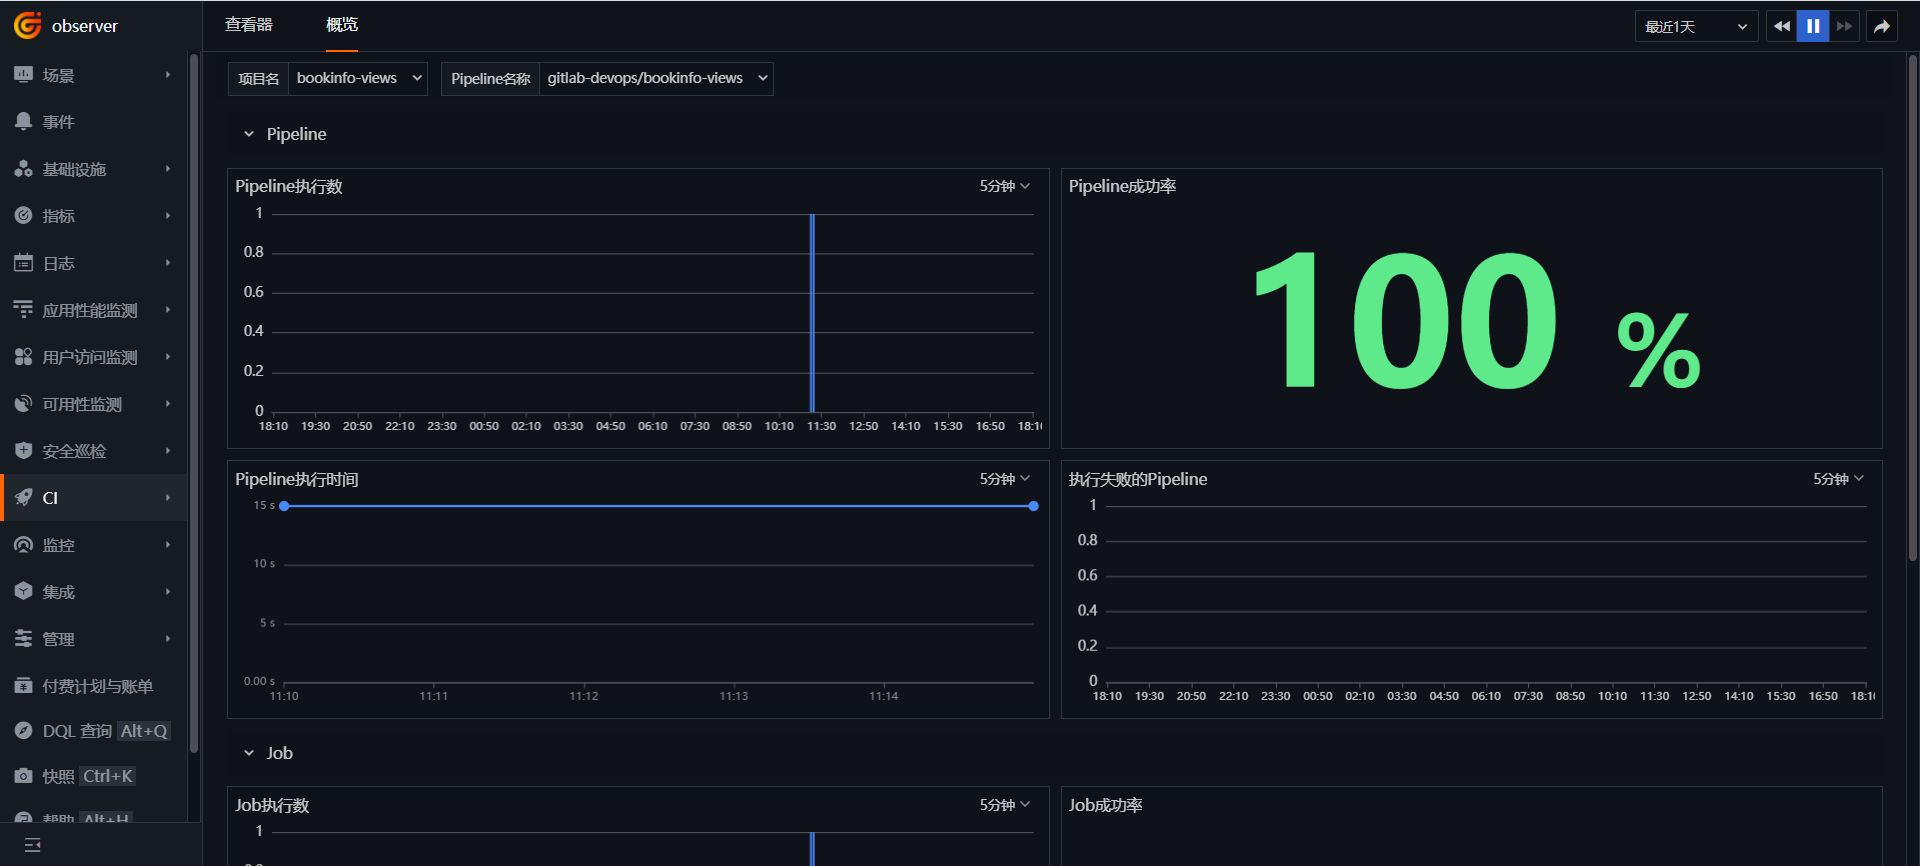 observer
查看器
概览
最近1天
场景
事件
基础设施
指标
日志
应用性能监测
用户访问监测
可用性监测
安全巡检
CI
监控
集成
管理
付费计划与账单
DQL 查询 Alt+Q
快照 Ctrl+K
帮助 Alt+H
项目名 bookinfo-views
Pipeline名称 gitlab-devops/bookinfo-views
Pipeline
Pipeline执行数
5分钟
1
0.8
0.6
0.4
0.2
0
18:10 19:30 20:50 22:10 23:30 00:50 02:10 03:30 04:50 06:10 07:30 08:50 10:10 11:30 12:50 14:10 15:30 16:50 18:10
Pipeline成功率
100 %
Pipeline执行时间
5分钟
15 s
10 s
5 s
0.00 s
11:10 11:11 11:12 11:13 11:14
执行失败的Pipeline
5分钟
1
0.8
0.6
0.4
0.2
0
18:10 19:30 20:50 22:10 23:30 00:50 02:10 03:30 04:50 06:10 07:30 08:50 10:10 11:30 12:50 14:10 15:30 16:50 18:10
Job
Job执行数
5分钟
1
0.8
Job成功率